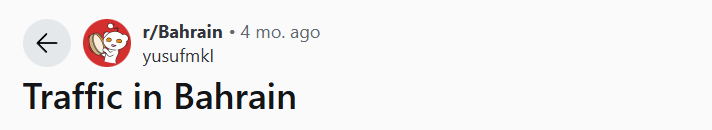 r/Bahrain • 4 mo. ago
yusufmkl
Traffic in Bahrain